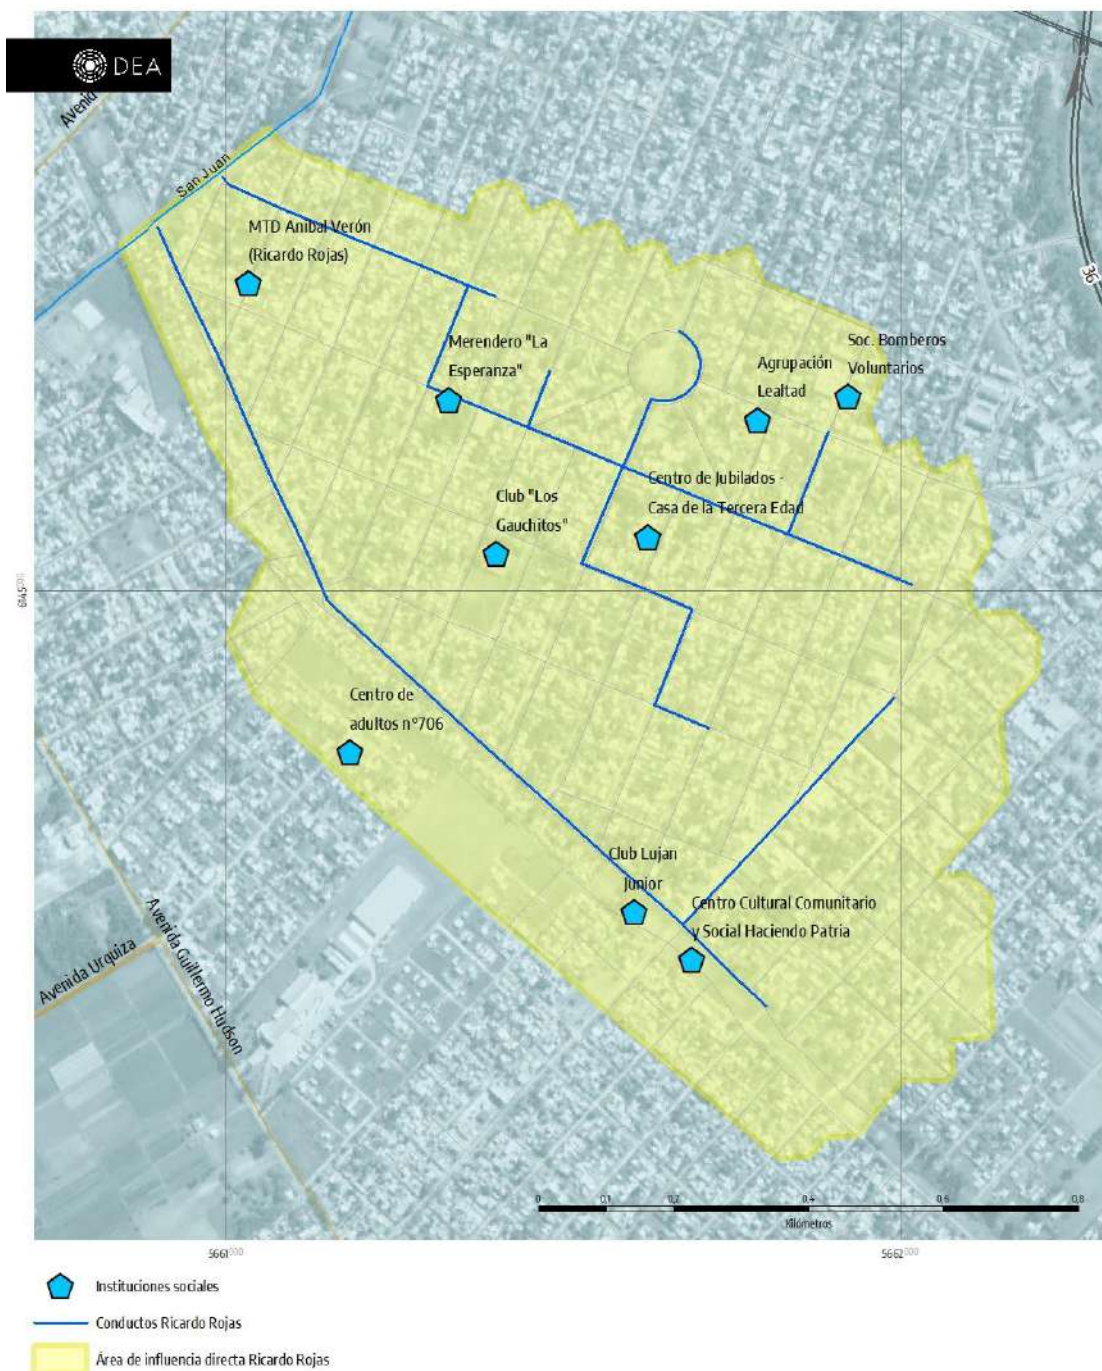 DEA
San Juan
MTD Anibal Verón
(Ricardo Rojas)
36
Merendero "La
Esperanza"
Soc. Bomberos
Voluntarios
Agrupación
Lealtad
Centro de Jubilados -
Casa de la Tercera Edad
Club "Los
Gauchitos"
6145000
Centro de
adultos n°706
Club Lujan
Junior
Centro Cultural Comunitario
y Social Haciendo Patria
Avenida Guillermo Hudson
Avenida Urquiza
0 0,1 0,2 0,4 0,6 0,8
Kilómetros
5661000 5662000
Instituciones sociales
Conductos Ricardo Rojas
Área de influencia directa Ricardo Rojas